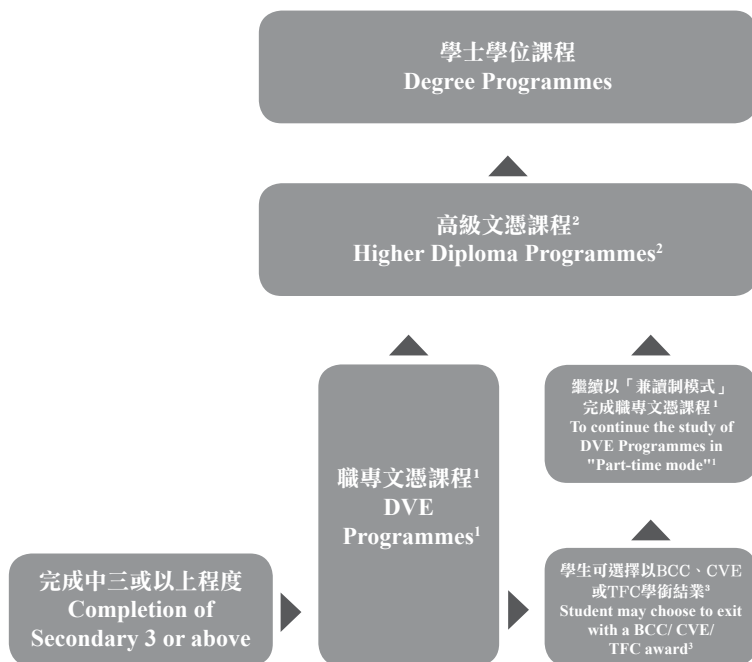 學士學位課程
Degree Programmes
高級文憑課程²
Higher Diploma Programmes²
職專文憑課程¹
DVE
Programmes¹
繼續以「兼讀制模式」
完成職專文憑課程¹
To continue the study of
DVE Programmes in
"Part-time mode"¹
完成中三或以上程度
Completion of
Secondary 3 or above
學生可選擇以BCC、CVE
或TFC學銜結業³
Student may choose to exit
with a BCC/ CVE/
TFC award³